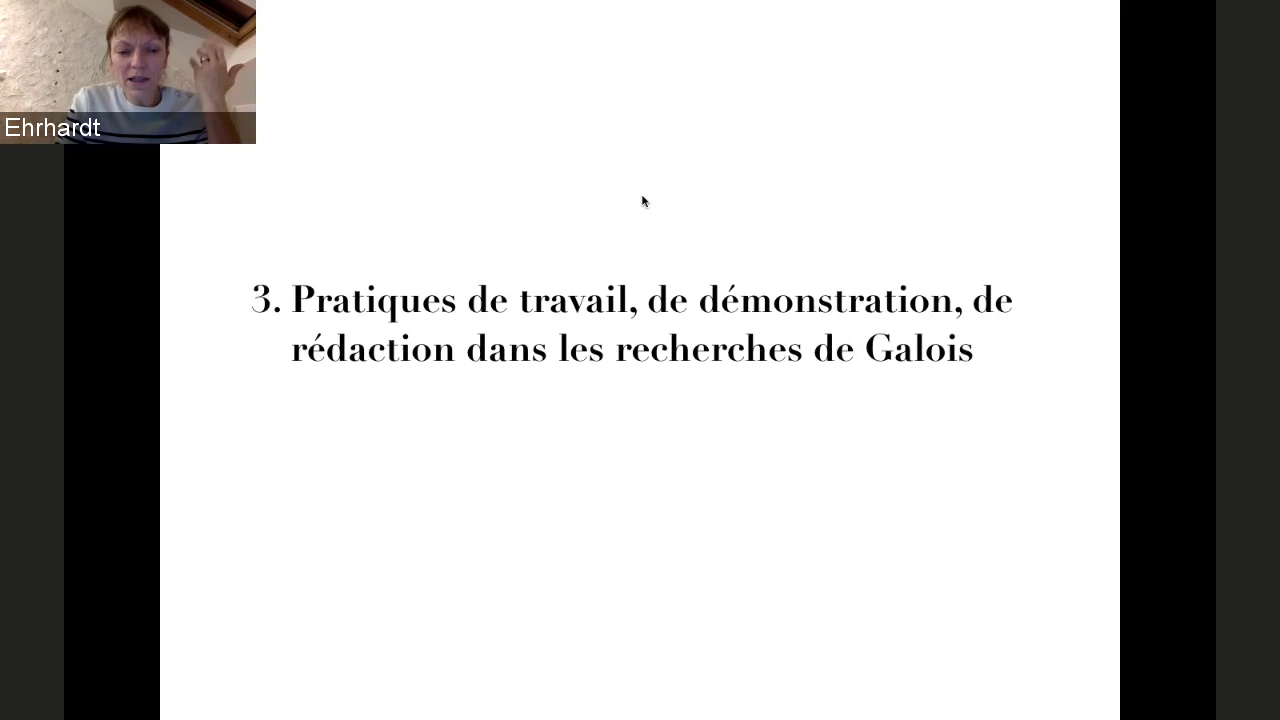 Ehrhardt
3. Pratiques de travail, de démonstration, de
rédaction dans les recherches de Galois